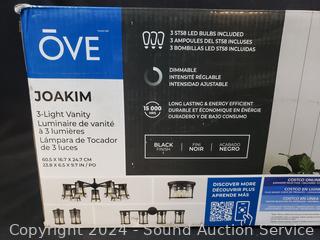 ŌVE
JOAKIM
3-Light Vanity
Luminaire de vanité
à 3 lumières
Lámpara de Tocador
de 3 luces
60.5 X 16.7 X 24.7 CM
23.8 X 6.5 X 9.7 IN / PO
3 ST58 LED BULBS INCLUDED
3 AMPOULES DEL ST58 INCLUSES
3 BOMBILLAS LED ST58 INCLUIDAS
DIMMABLE
INTENSITÉ RÉGLABLE
INTENSIDAD AJUSTABLE
15 000
LONG LASTING & ENERGY EFFICIENT
DURABLE ET ÉCONOMIQUE EN ÉNERGIE
DURADERO Y DE BAJO CONSUMO
BLACK
FINISH
FINI
NOIR
ACABADO
NEGRO
DISCOVER MORE
DÉCOUVREZ PLUS
APRENDE MÁS
COSTCO ONLINE
COSTCO EN LIGNE
COSTCO EN LINEA
Copyright 2024 - Sound Auction Service